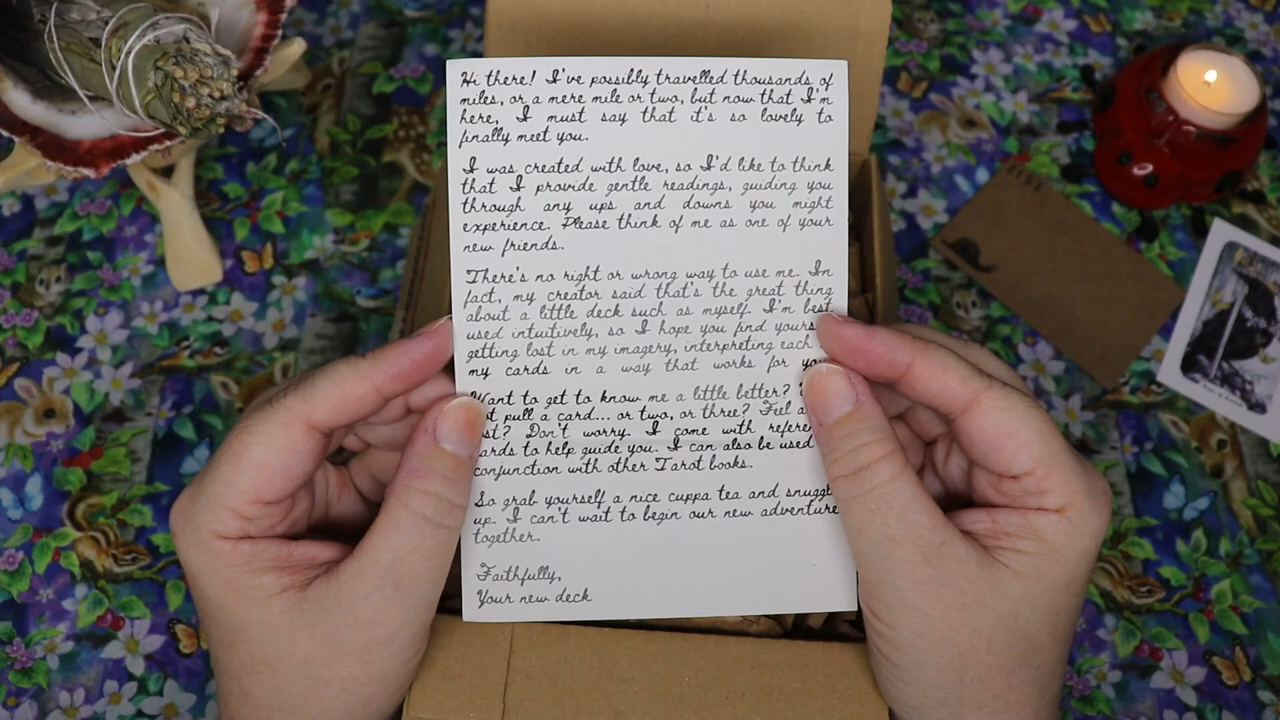 Hi there! I've possibly travelled thousands of
miles, or a mere mile or two, but now that I'm
here, I must say that it's so lovely to
finally meet you.
I was created with love, so I'd like to think
that I provide gentle readings, guiding you
through any ups and downs you might
experience. Please think of me as one of your
new friends.
There's no right or wrong way to use me. In
fact, my creator said that's the great thing
about a little deck such as myself. I'm best
used intuitively, so I hope you find yours
getting lost in my imagery, interpreting each
my cards in a way that works for you
Want to get to know me a little better?
pull a card... or two, or three? Feel a
st? Don't worry. I come with referen
ards to help guide you. I can also be used
conjunction with other Tarot books.
So grab yourself a nice cuppa tea and snuggl
up. I can't wait to begin our new adventure
together.
Faithfully,
Your new deck